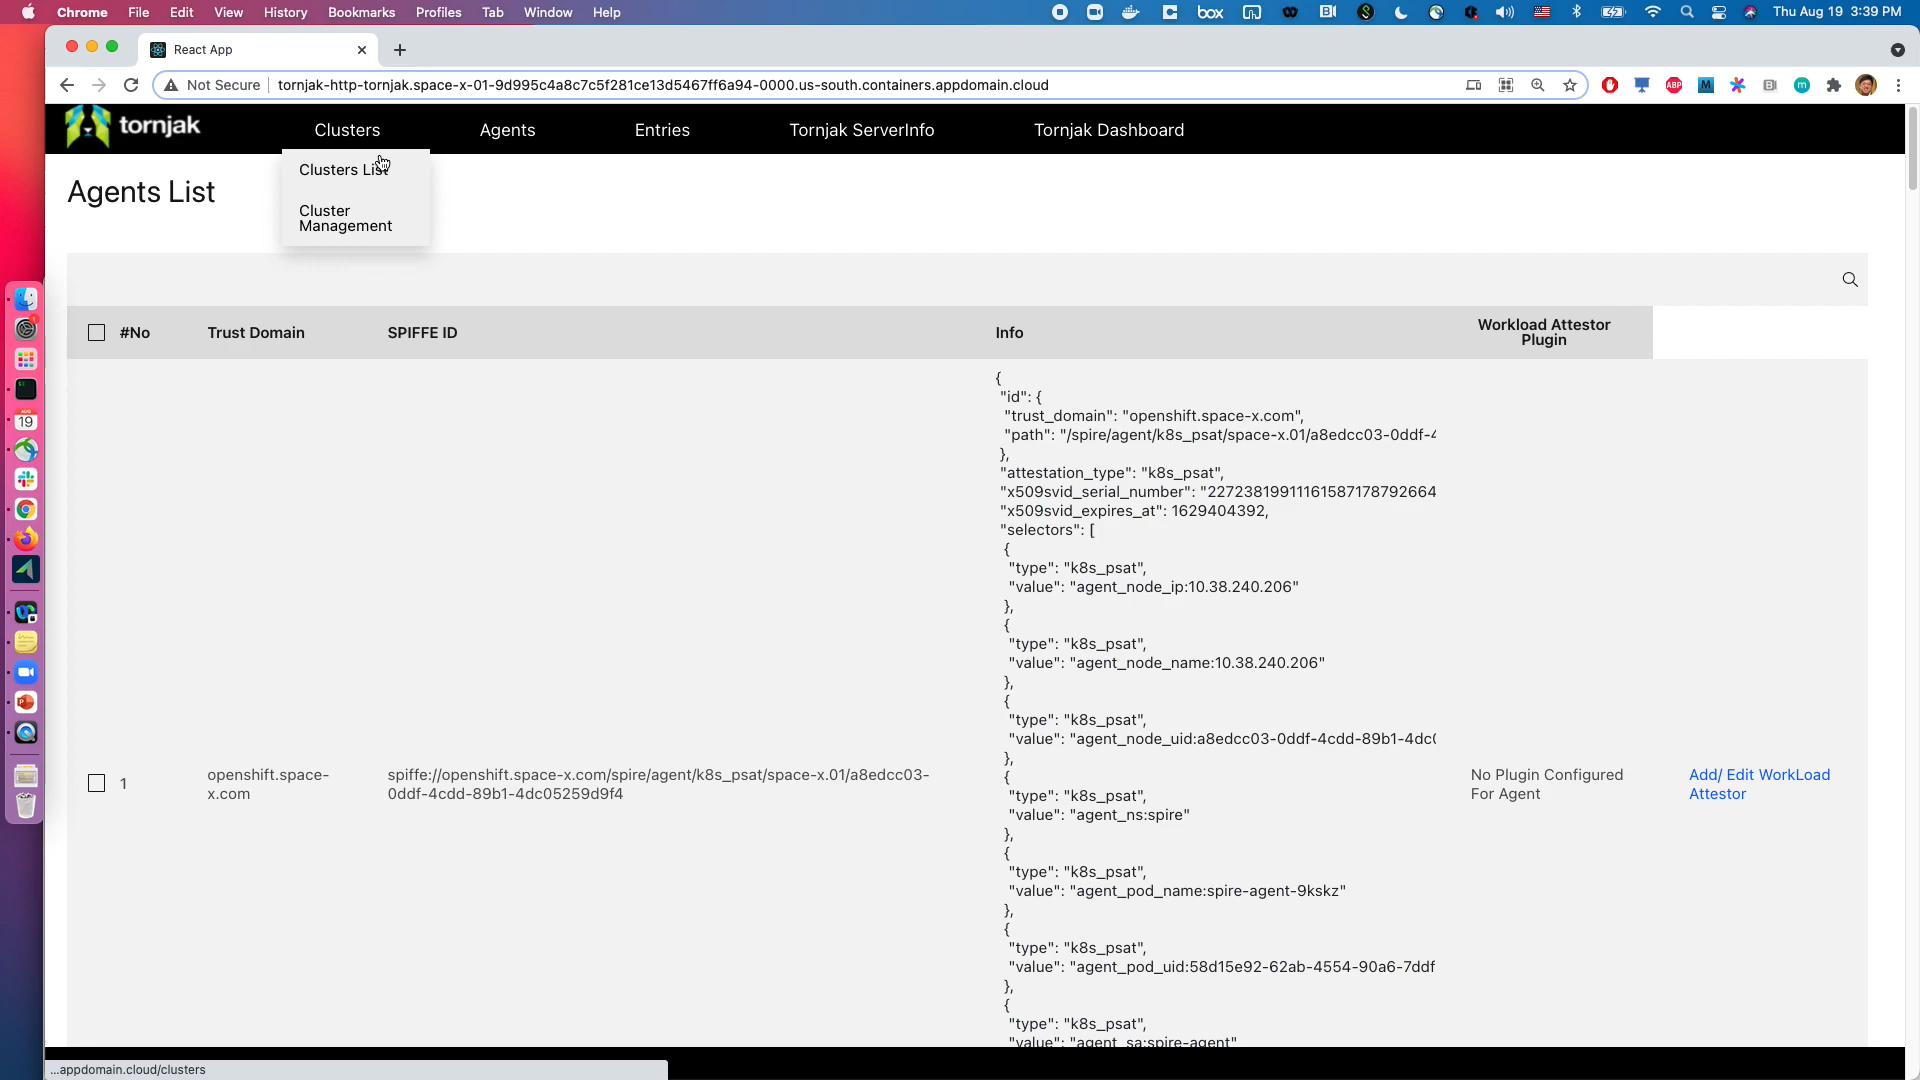 Chrome File Edit View History Bookmarks Profiles Tab Window Help box Thu Aug 19 3:39 PM
React App
Not Secure tornjak-http-tornjak.space-x-01-9d995c4a8c7c5f281ce13d5467ff6a94-0000.us-south.containers.appdomain.cloud ABP
tornjak Clusters Agents Entries Tornjak ServerInfo Tornjak Dashboard
Clusters List
Cluster
Management
Agents List
#No Trust Domain SPIFFE ID Info Workload Attestor
Plugin
{
"id": {
"trust_domain": "openshift.space-x.com",
"path": "/spire/agent/k8s_psat/space-x.01/a8edcc03-0ddf-4
},
"attestation_type": "k8s_psat",
"x509svid_serial_number": "22723819911161587178792664
"x509svid_expires_at": 1629404392,
"selectors": [
{
"type": "k8s_psat",
"value": "agent_node_ip:10.38.240.206"
},
{
"type": "k8s_psat",
"value": "agent_node_name:10.38.240.206"
},
{
"type": "k8s_psat",
"value": "agent_node_uid:a8edcc03-0ddf-4cdd-89b1-4dc0
},
{
"type": "k8s_psat",
"value": "agent_ns:spire"
},
{
"type": "k8s_psat",
"value": "agent_pod_name:spire-agent-9kskz"
},
{
"type": "k8s_psat",
"value": "agent_pod_uid:58d15e92-62ab-4554-90a6-7ddf
},
{
"type": "k8s_psat",
"value": "agent_sa:spire-agent"
1 openshift.space-
x.com
spiffe://openshift.space-x.com/spire/agent/k8s_psat/space-x.01/a8edcc03-
0ddf-4cdd-89b1-4dc05259d9f4
No Plugin Configured
For Agent
Add/ Edit WorkLoad
Attestor
...appdomain.cloud/clusters